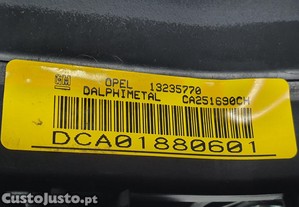 OPEL 13235770
DALPHIMETAL CA251690CH
DCA01880601
CustoJusto.pt